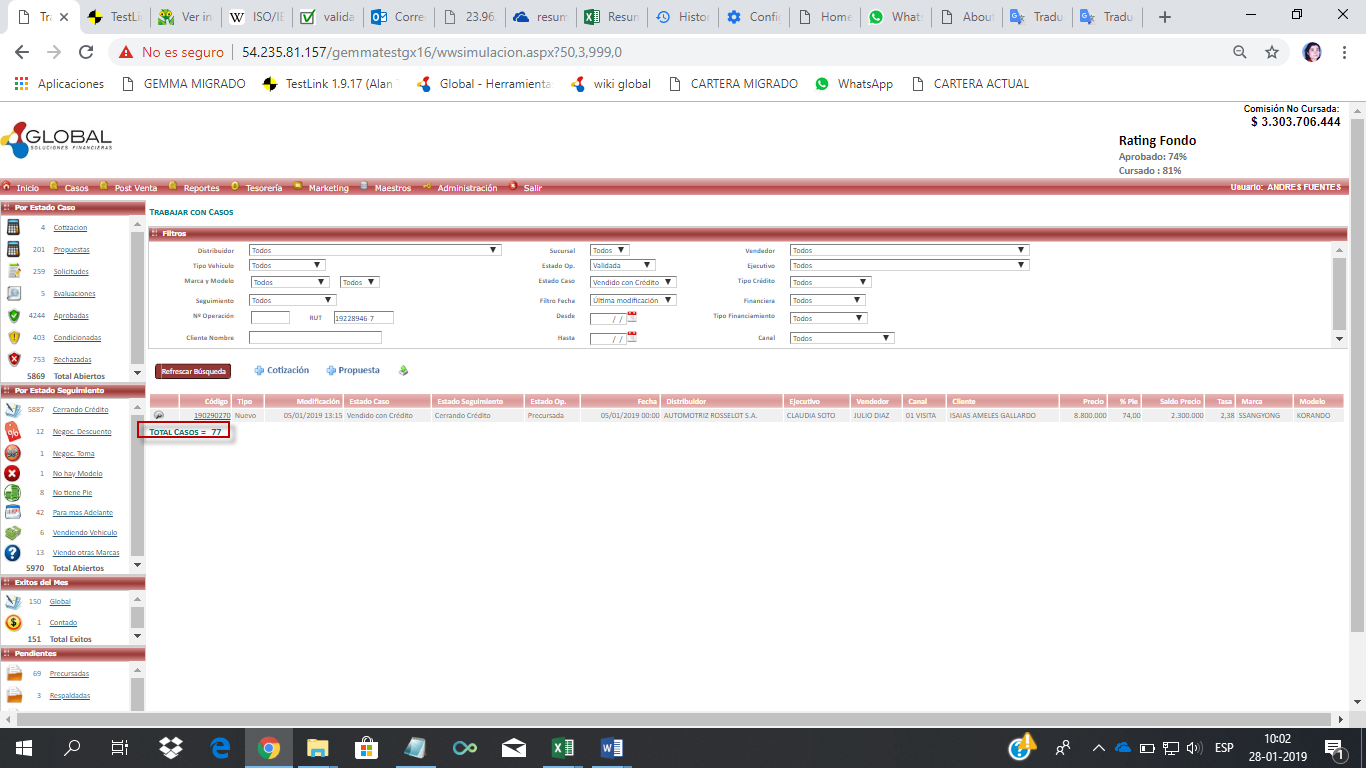 Tra
TestLink
Ver in
ISO/IE
valida
Corre
23.96
resum
Resun
Histor
Config
Home
Whats
About
Tradu
Tradu
No es seguro | 54.235.81.157/gemmatestgx16/wwsimulacion.aspx?50,3,999,0
Aplicaciones GEMMA MIGRADO TestLink 1.9.17 (Alan Global - Herramienta wiki global CARTERA MIGRADO WhatsApp CARTERA ACTUAL
Comisión No Cursada:
$ 3.303.706.444
GLOBAL
SOLUCIONES FINANCIERAS
Rating Fondo
Aprobado: 74%
Cursado : 81%
Inicio Casos Post Venta Reportes Tesorería Marketing Maestros Administración Salir Usuario: ANDRES FUENTES
Por Estado Caso
4 Cotizacion
201 Propuestas
259 Solicitudes
5 Evaluaciones
4244 Aprobadas
403 Condicionadas
753 Rechazadas
5869 Total Abiertos
Por Estado Seguimiento
5887 Cerrando Crédito
12 Negoc. Descuento
1 Negoc. Toma
1 No hay Modelo
8 No tiene Pie
42 Para mas Adelante
6 Vendiendo Vehiculo
13 Viendo otras Marcas
5970 Total Abiertos
Exitos del Mes
150 Global
1 Contado
151 Total Exitos
Pendientes
69 Precursadas
3 Respaldadas
TRABAJAR CON CASOS
Filtros
Distribuidor Todos Sucursal Todos Vendedor Todos
Tipo Vehículo Todos Estado Op. Validada Ejecutivo Todos
Marca y Modelo Todos Todos Estado Caso Vendido con Crédito Tipo Crédito Todos
Seguimiento Todos Filtro Fecha Última modificación Financiera Todos
Nº Operación RUT 19228946-7 Desde / / Tipo Financiamiento Todos
Cliente Nombre Hasta / / Canal Todos
Refrescar Búsqueda Cotización Propuesta
Código Tipo Modificación Estado Caso Estado Seguimiento Estado Op. Fecha Distribuidor Ejecutivo Vendedor Canal Cliente Precio % Pie Saldo Precio Tasa Marca Modelo
190290270 Nuevo 05/01/2019 13:15 Vendido con Crédito Cerrando Crédito Precursada 05/01/2019 00:00 AUTOMOTRIZ ROSSELOT S.A. CLAUDIA SOTO JULIO DIAZ 01 VISITA ISAIAS AMELES GALLARDO 8.800.000 74,00 2.300.000 2,38 SSANGYONG KORANDO
TOTAL CASOS = 77
ESP
10:02
28-01-2019
1